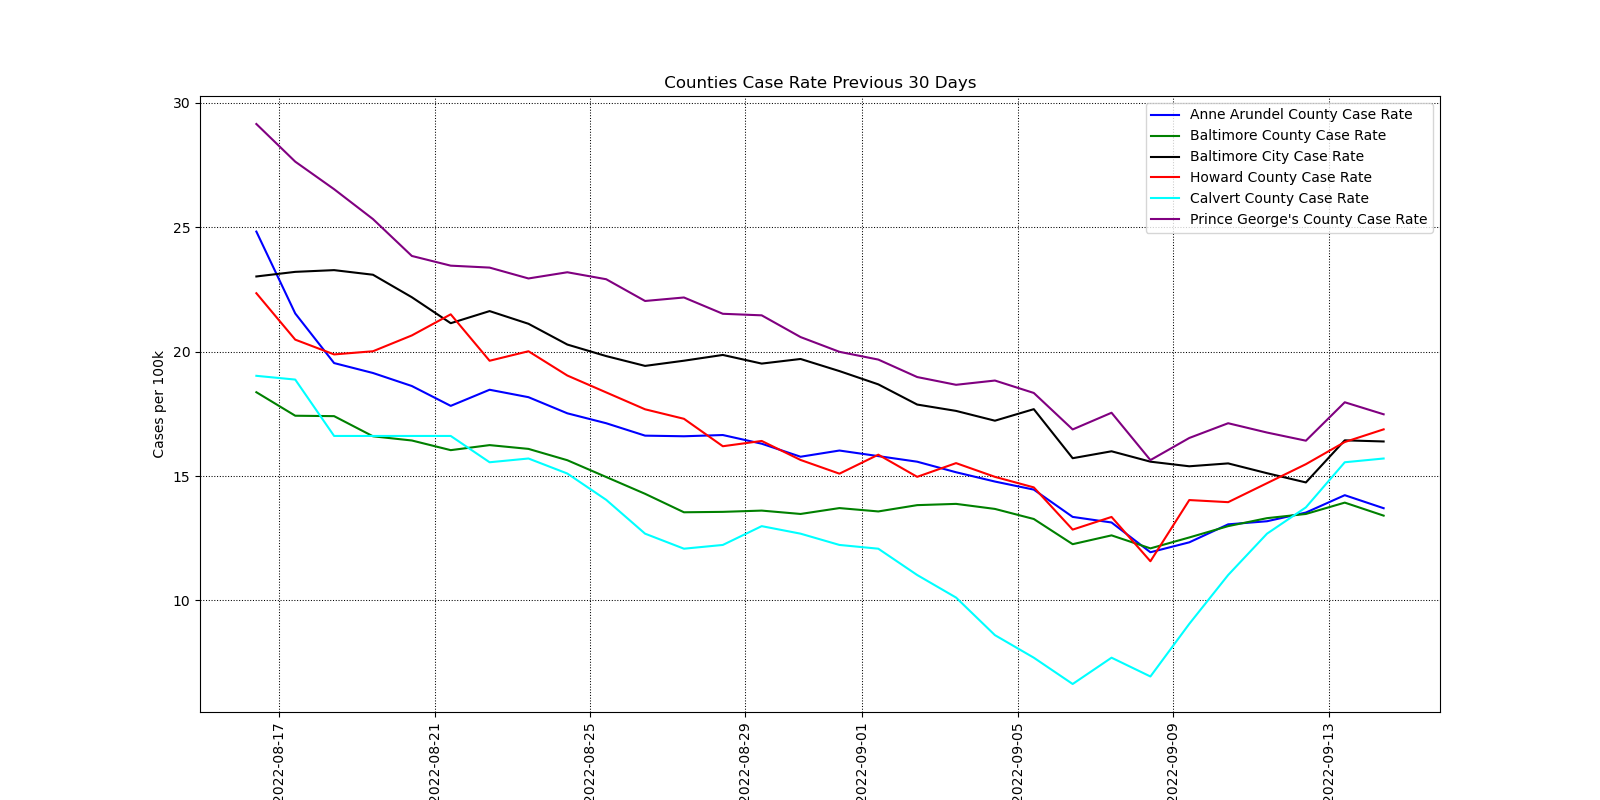 Counties Case Rate Previous 30 Days
30
25
20
15
10
Cases per 100k
Anne Arundel County Case Rate
Baltimore County Case Rate
Baltimore City Case Rate
Howard County Case Rate
Calvert County Case Rate
Prince George's County Case Rate
2022-08-17
2022-08-21
2022-08-25
2022-08-29
2022-09-01
2022-09-05
2022-09-09
2022-09-13